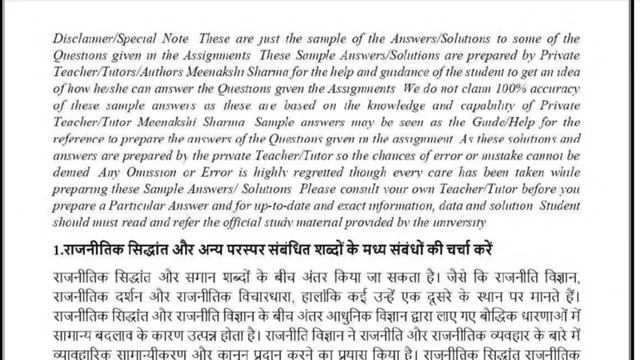 Disclaimer/Special Note These are just the sample of the Answers/Solutions to some of the
Questions given in the Assignments These Sample Answers/Solutions are prepared by Private
Teacher/Tutors/Authors Meenakshi Sharma for the help and guidance of the student to get an idea
of how he/she can answer the Questions given the Assignments We do not claim 100% accuracy
of these sample answers as these are based on the knowledge and capability of Private
Teacher/Tutor Meenakshi Sharma Sample answers may be seen as the Guide/Help for the
reference to prepare the answers of the Questions given in the assignment As these solutions and
answers are prepared by the private Teacher/Tutor so the chances of error or mistake cannot be
denied Any Omission or Error is highly regretted though every care has been taken while
preparing these Sample Answers/ Solutions Please consult your own Teacher/Tutor before you
prepare a Particular Answer and for up-to-date and exact information, data and solution Student
should must read and refer the official study material provided by the university
1.राजनीतिक सिद्धांत और अन्य परस्पर संबंधित शब्दों के मध्य संबंधों की चर्चा करें
राजनीतिक सिद्धांत और समान शब्दों के बीच अंतर किया जा सकता है। जैसे कि राजनीति विज्ञान,
राजनीतिक दर्शन और राजनीतिक विचारधारा, हालांकि कई उन्हें एक दूसरे के स्थान पर मानते हैं।
राजनीतिक सिद्धांत और राजनीति विज्ञान के बीच अंतर आधुनिक विज्ञान द्वारा लाए गए बौद्धिक धारणाओं में
सामान्य बदलाव के कारण उत्पन्न होता है। राजनीति विज्ञान ने राजनीति और राजनीतिक व्यवहार के बारे में
व्यावहारिक सामान्यीकरण और कानून प्रदान करने का प्रयास किया है। राजनीतिक सिद्धांत राजनीतिक